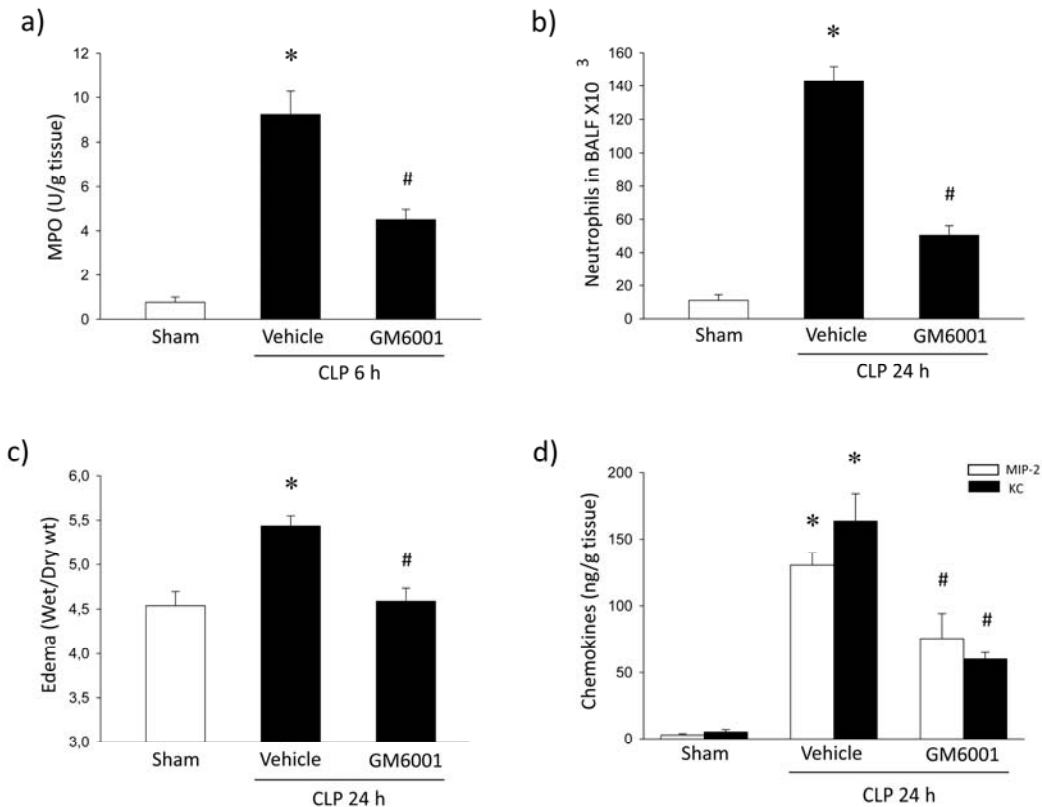 a)
MPO (U/g tissue)
12
10
8
6
4
2
0
*
#
Sham
Vehicle
GM6001
CLP 6 h
b)
Neutrophils in BALF X10 3
160
140
120
100
80
60
40
20
0
*
#
Sham
Vehicle
GM6001
CLP 24 h
c)
Edema (Wet/Dry wt)
6,0
5,5
5,0
4,5
4,0
3,5
3,0
*
#
Sham
Vehicle
GM6001
CLP 24 h
d)
Chemokines (ng/g tissue)
200
150
100
50
0
*
*
#
#
MIP-2
KC
Sham
Vehicle
GM6001
CLP 24 h